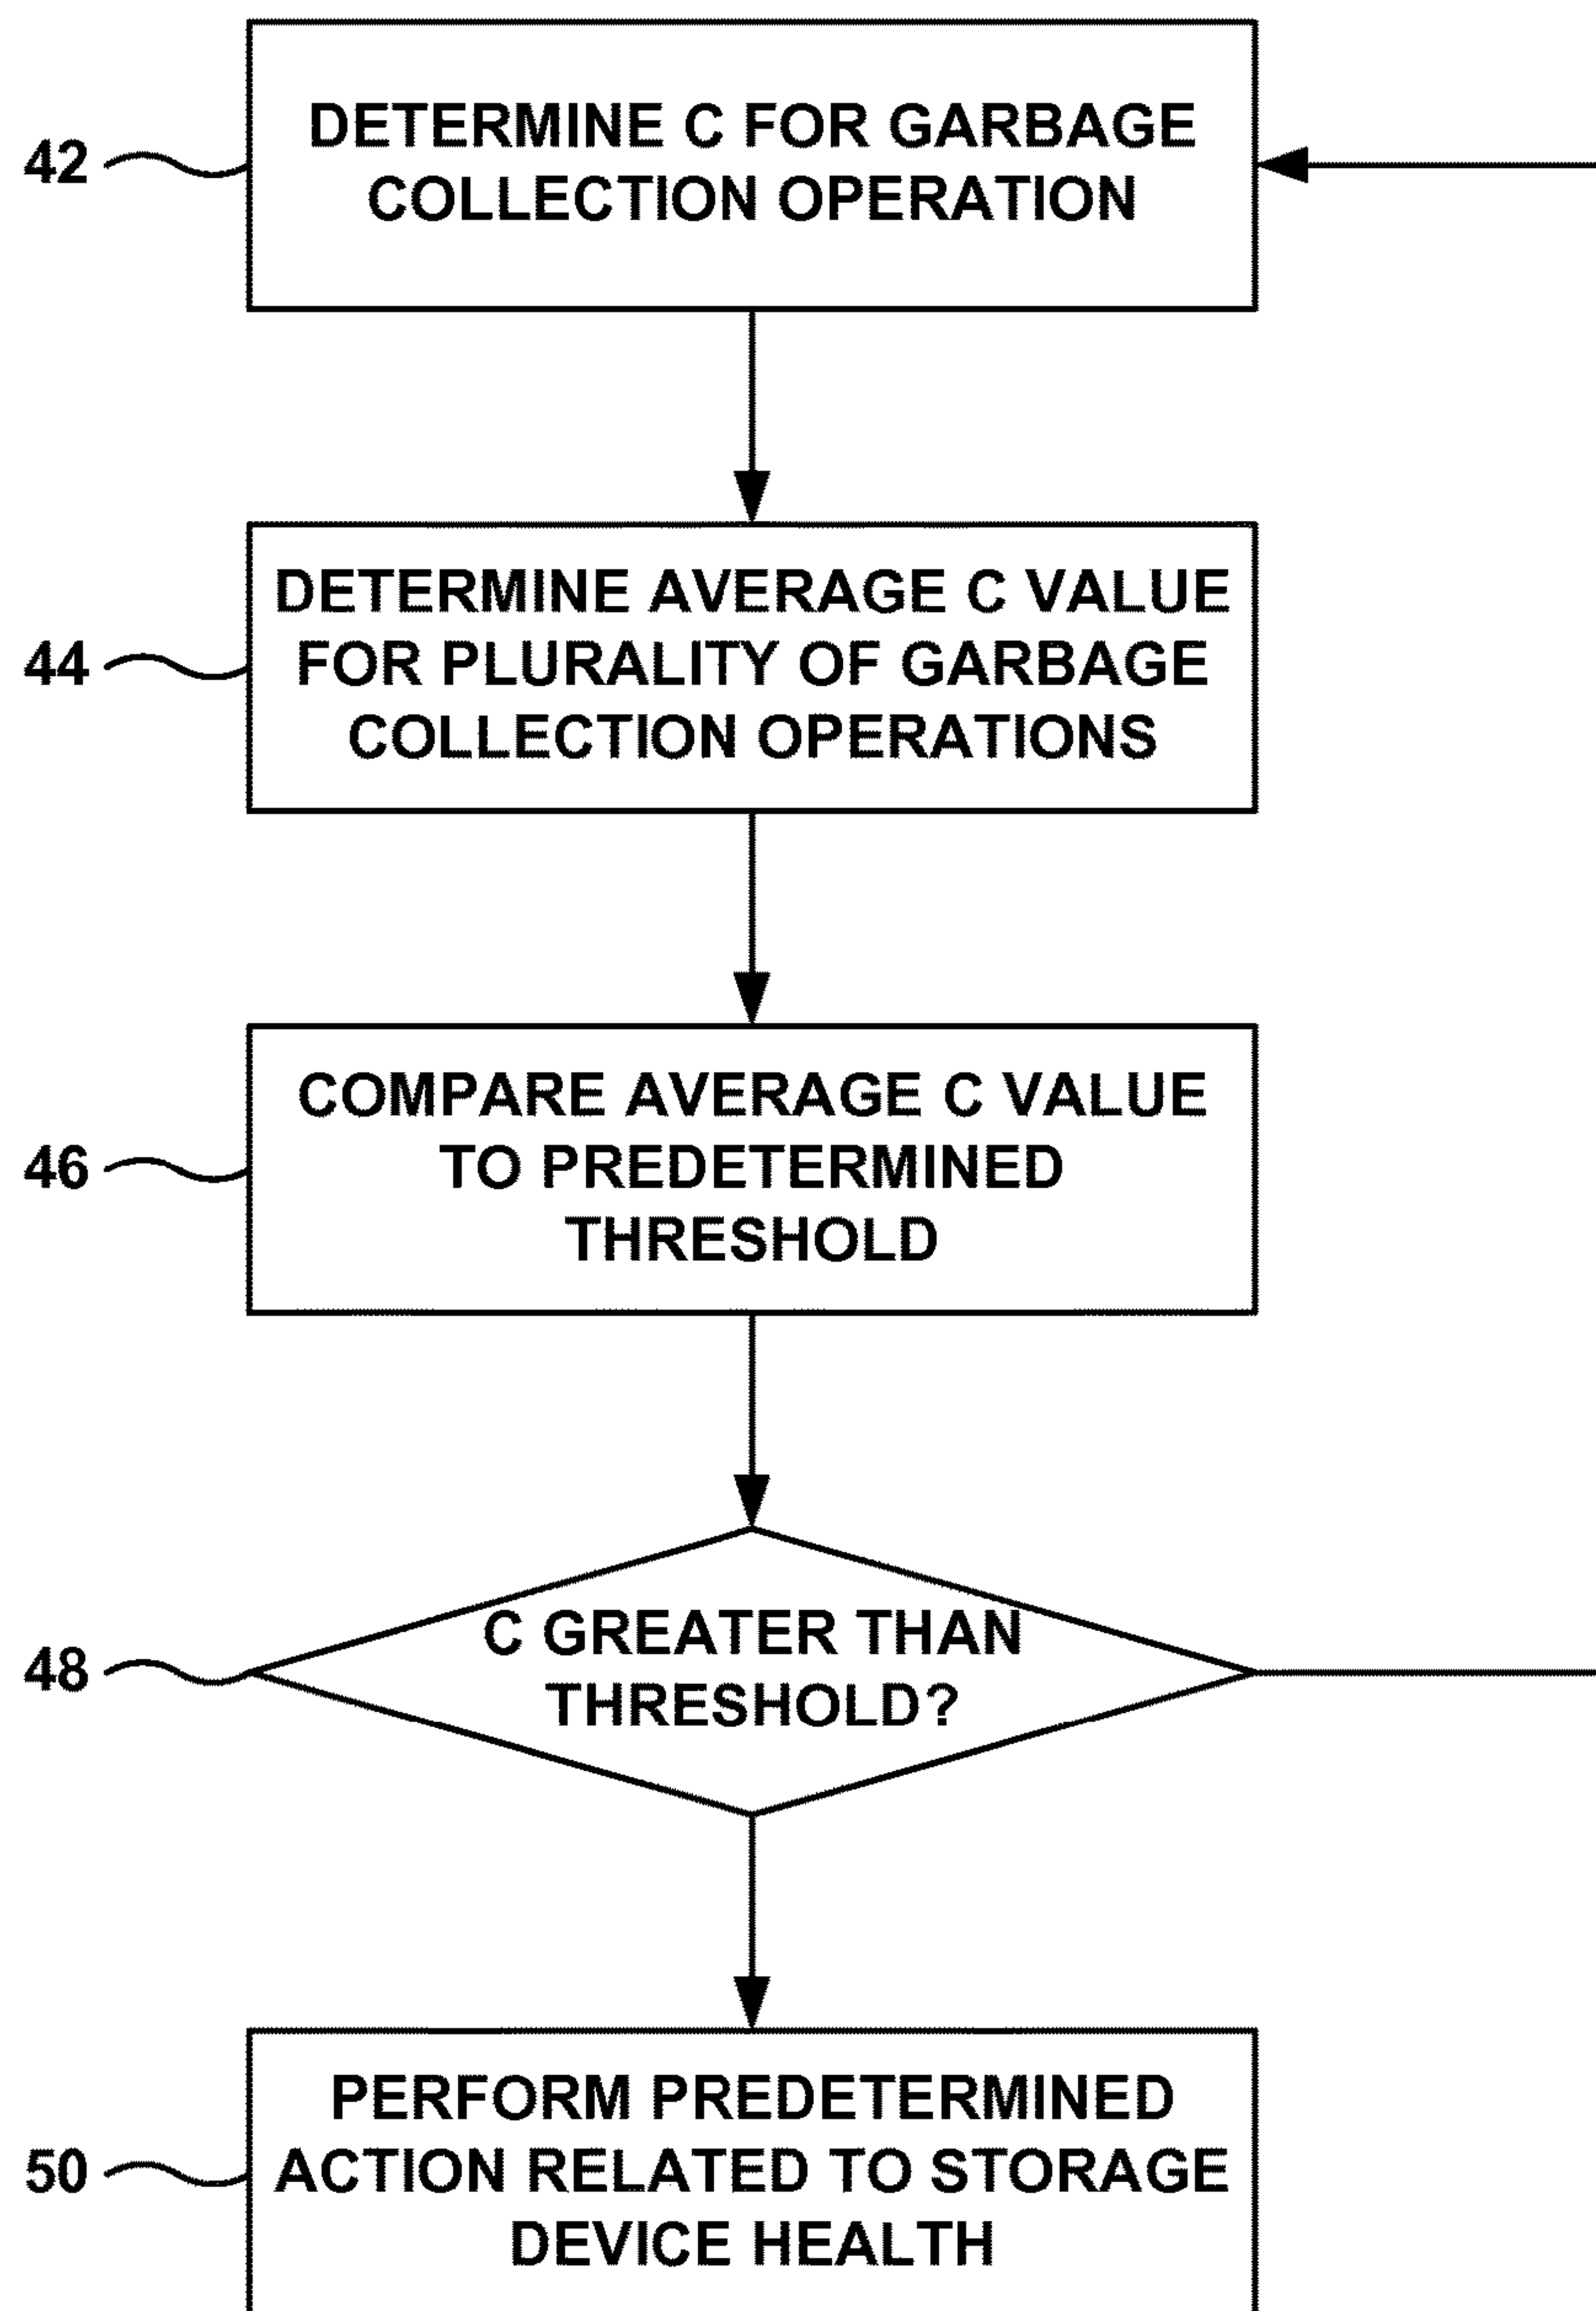 42
DETERMINE C FOR GARBAGE
COLLECTION OPERATION
44
DETERMINE AVERAGE C VALUE
FOR PLURALITY OF GARBAGE
COLLECTION OPERATIONS
46
COMPARE AVERAGE C VALUE
TO PREDETERMINED
THRESHOLD
48
C GREATER THAN
THRESHOLD?
50
PERFORM PREDETERMINED
ACTION RELATED TO STORAGE
DEVICE HEALTH